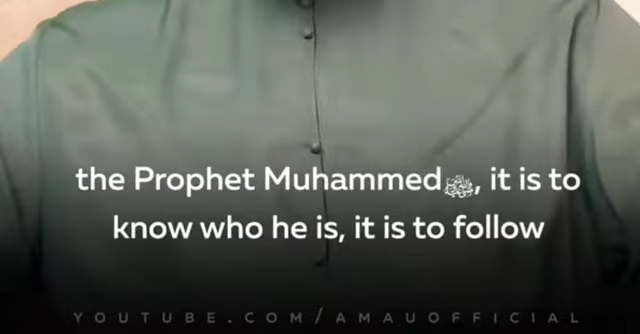 the Prophet Muhammedﷺ, it is to
know who he is, it is to follow
YOUTUBE.COM/AMAUOFFICIAL